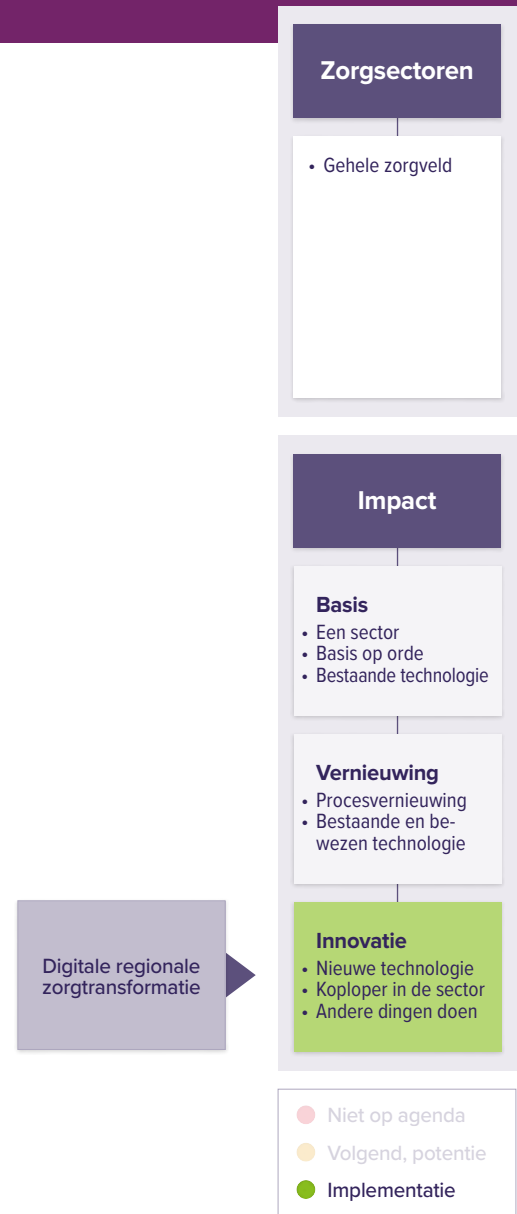 Zorgsectoren
• Gehele zorgveld
Impact
Basis
• Een sector
• Basis op orde
• Bestaande technologie
Vernieuwing
• Procesvernieuwing
• Bestaande en be-
wezen technologie
Digitale regionale
zorgtransformatie
Innovatie
• Nieuwe technologie
• Koploper in de sector
• Andere dingen doen
Niet op agenda
Volgend, potentie
Implementatie